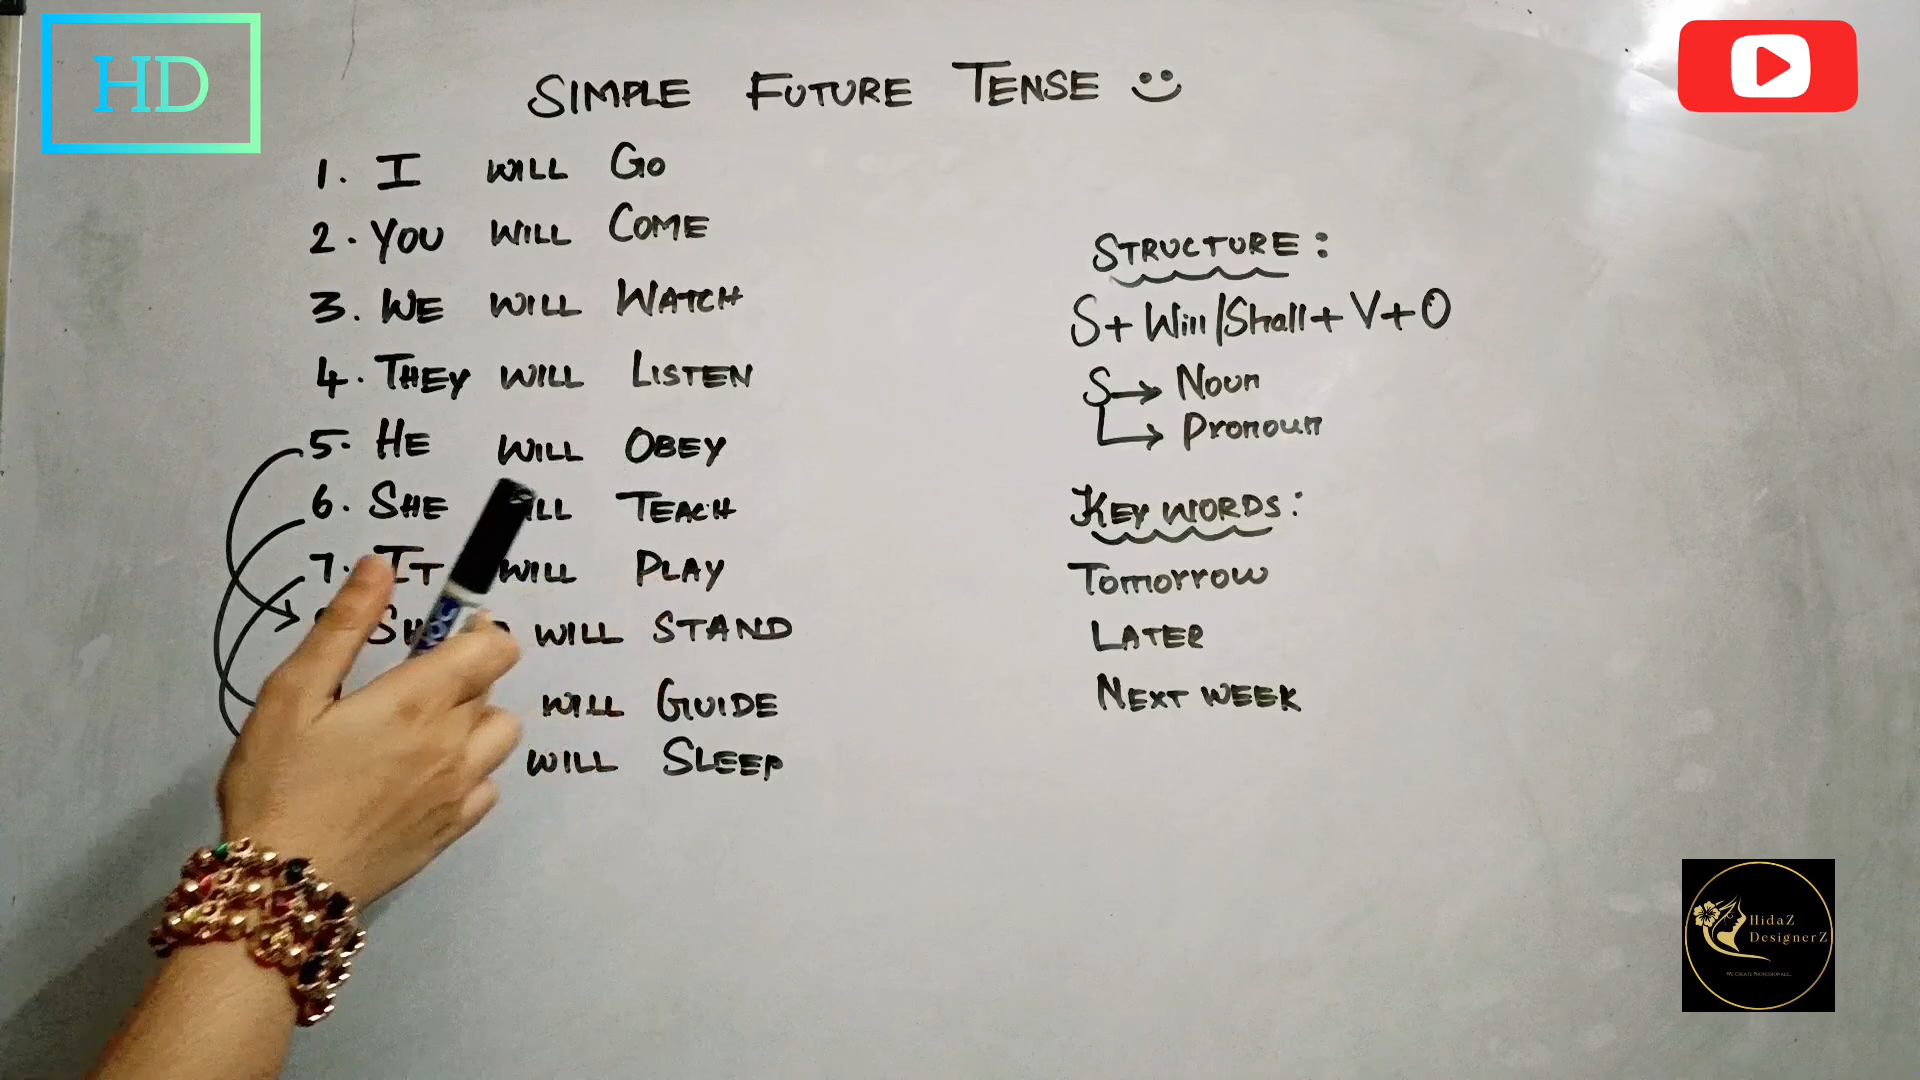 HD
SIMPLE FUTURE TENSE
1. I WILL GO
2. YOU WILL COME
3. WE WILL WATCH
4. THEY WILL LISTEN
5. HE WILL OBEY
6. SHE TEACH
7. IT WILL PLAY
WILL STAND
WILL GUIDE
WILL SLEEP
STRUCTURE:
S+ Will/Shall+ V+O
S→ Noun
→ Pronoun
KEY WORDS:
Tomorrow
LATER
NEXT WEEK
HidaZ
DesignerZ